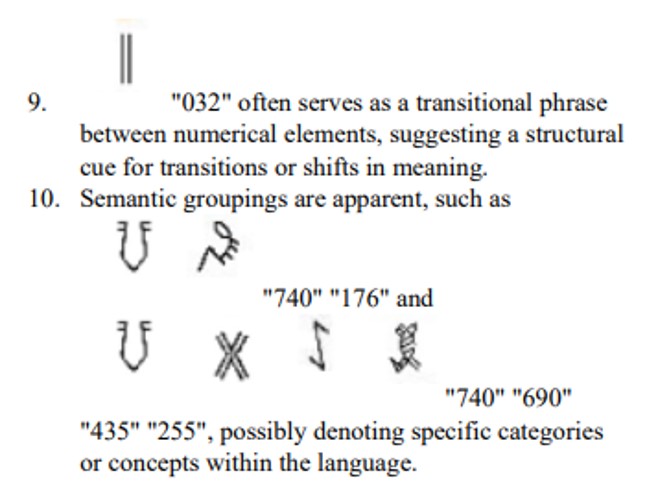 9. "032" often serves as a transitional phrase
between numerical elements, suggesting a structural
cue for transitions or shifts in meaning.
10. Semantic groupings are apparent, such as
"740" "176" and
"740" "690"
"435" "255", possibly denoting specific categories
or concepts within the language.